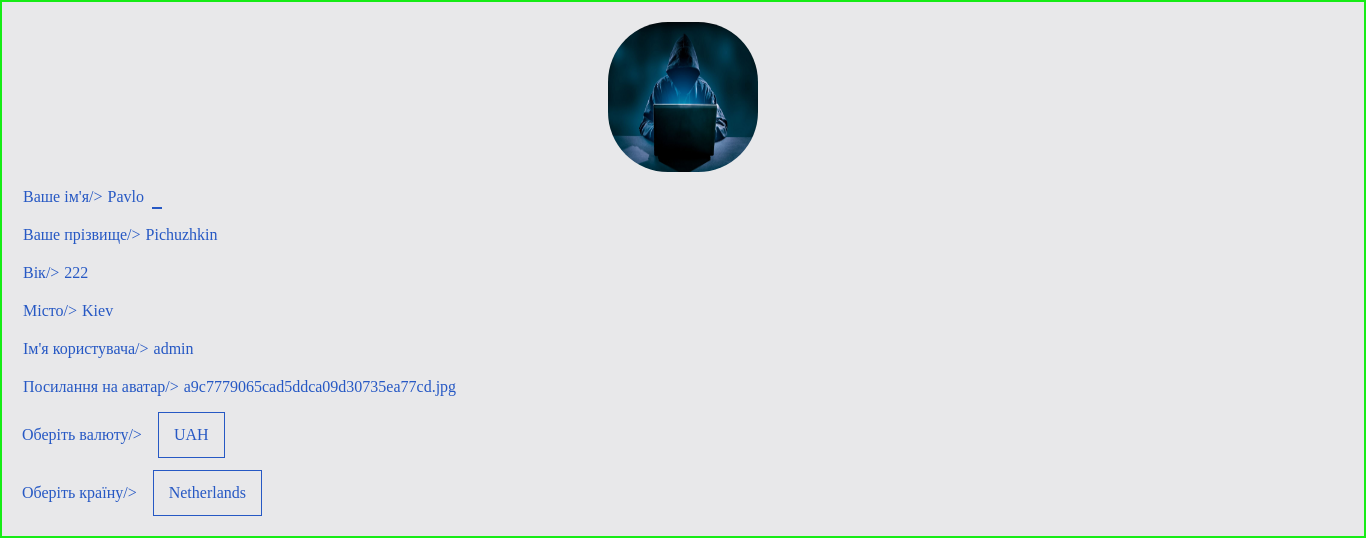 Ваше ім'я/> Pavlo _
Ваше прізвище/> Pichuzhkin
Вік/> 222
Місто/> Kiev
Ім'я користувача/> admin
Посилання на аватар/> a9c7779065cad5ddca09d30735ea77cd.jpg
Оберіть валюту/> UAH
Оберіть країну/> Netherlands